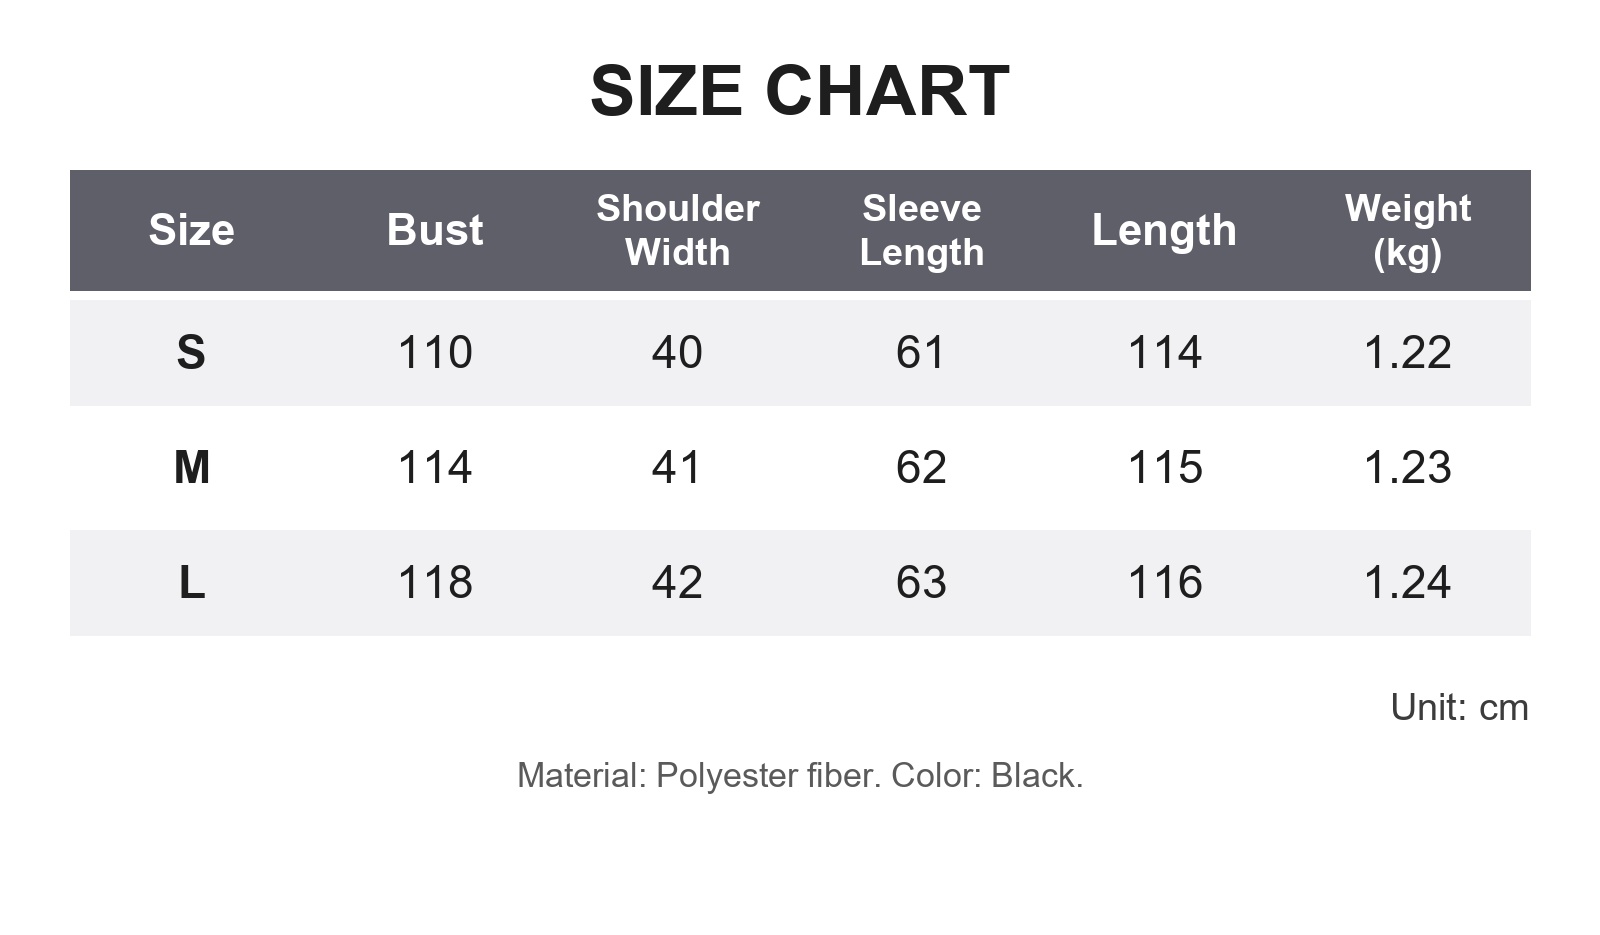 SIZE CHART
Size Bust Shoulder Width Sleeve Length Length Weight (kg)
S 110 40 61 114 1.22
M 114 41 62 115 1.23
L 118 42 63 116 1.24
Unit: cm
Material: Polyester fiber. Color: Black.